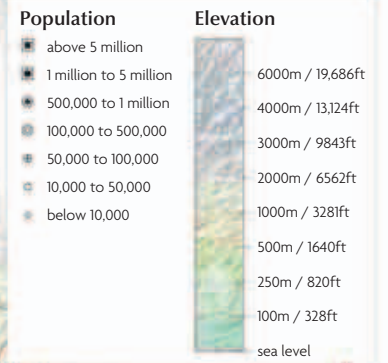 Population
above 5 million
1 million to 5 million
500,000 to 1 million
100,000 to 500,000
50,000 to 100,000
10,000 to 50,000
below 10,000
Elevation
6000m / 19,686ft
4000m / 13,124ft
3000m / 9843ft
2000m / 6562ft
1000m / 3281ft
500m / 1640ft
250m / 820ft
100m / 328ft
sea level